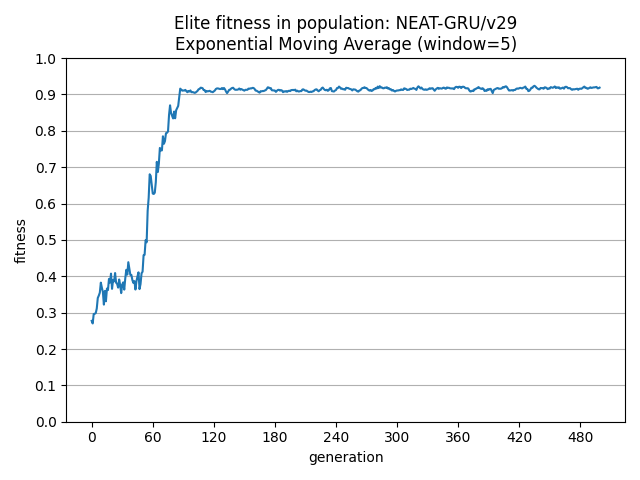 Elite fitness in population: NEAT-GRU/v29
Exponential Moving Average (window=5)
1.0
0.9
0.8
0.7
0.6
0.5
0.4
0.3
0.2
0.1
0.0
fitness
0 60 120 180 240 300 360 420 480
generation